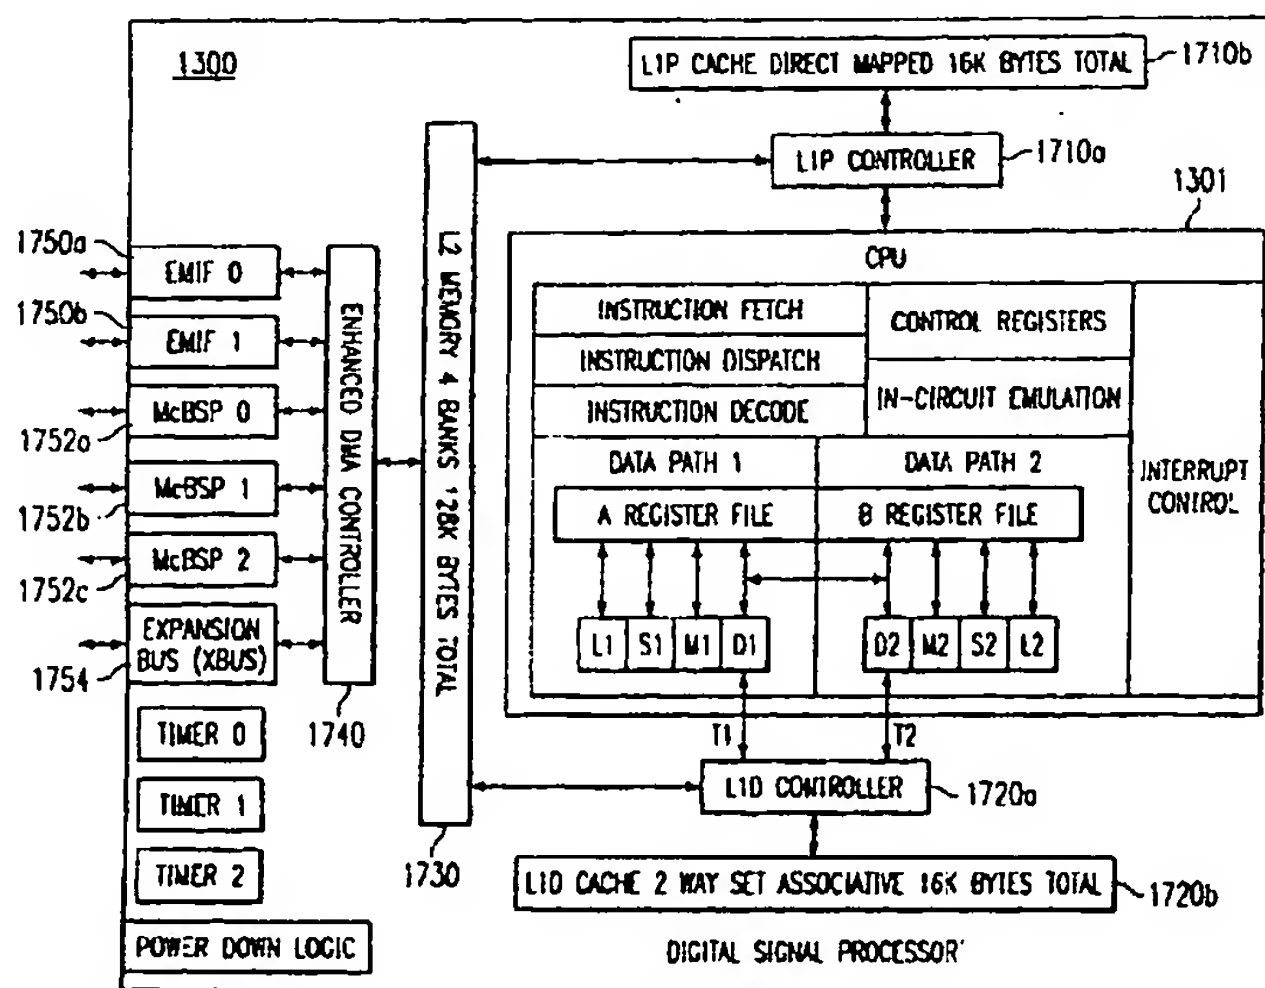 1300
L1P CACHE DIRECT MAPPED 16K BYTES TOTAL
1710b
L1P CONTROLLER
1710a
1301
CPU
1750a
EMIF 0
1750b
EMIF 1
McBSP 0
1752a
McBSP 1
1752b
McBSP 2
1752c
EXPANSION
BUS (XBUS)
1754
ENHANCED DMA CONTROLLER
1740
L2 MEMORY 4 BANKS 128K BYTES TOTAL
1730
INSTRUCTION FETCH
INSTRUCTION DISPATCH
INSTRUCTION DECODE
CONTROL REGISTERS
IN-CIRCUIT EMULATION
INTERRUPT
CONTROL
DATA PATH 1
DATA PATH 2
A REGISTER FILE
B REGISTER FILE
L1 S1 M1 D1
D2 M2 S2 L2
T1
T2
TIMER 0
TIMER 1
TIMER 2
POWER DOWN LOGIC
L1D CONTROLLER
1720a
L1D CACHE 2 WAY SET ASSOCIATIVE 16K BYTES TOTAL
1720b
DIGITAL SIGNAL PROCESSOR